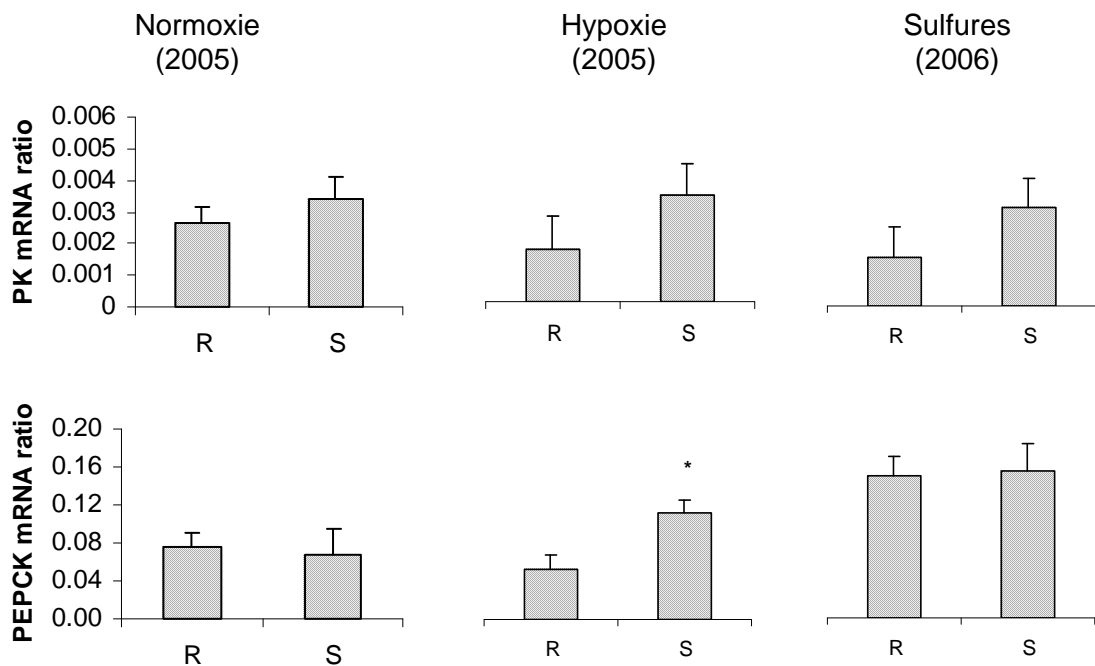 Normoxie
(2005)
Hypoxie
(2005)
Sulfures
(2006)
PK mRNA ratio
0.006
0.005
0.004
0.003
0.002
0.001
0
R S
R S
R S
PEPCK mRNA ratio
0.20
0.16
0.12
0.08
0.04
0.00
*
R S
R S
R S